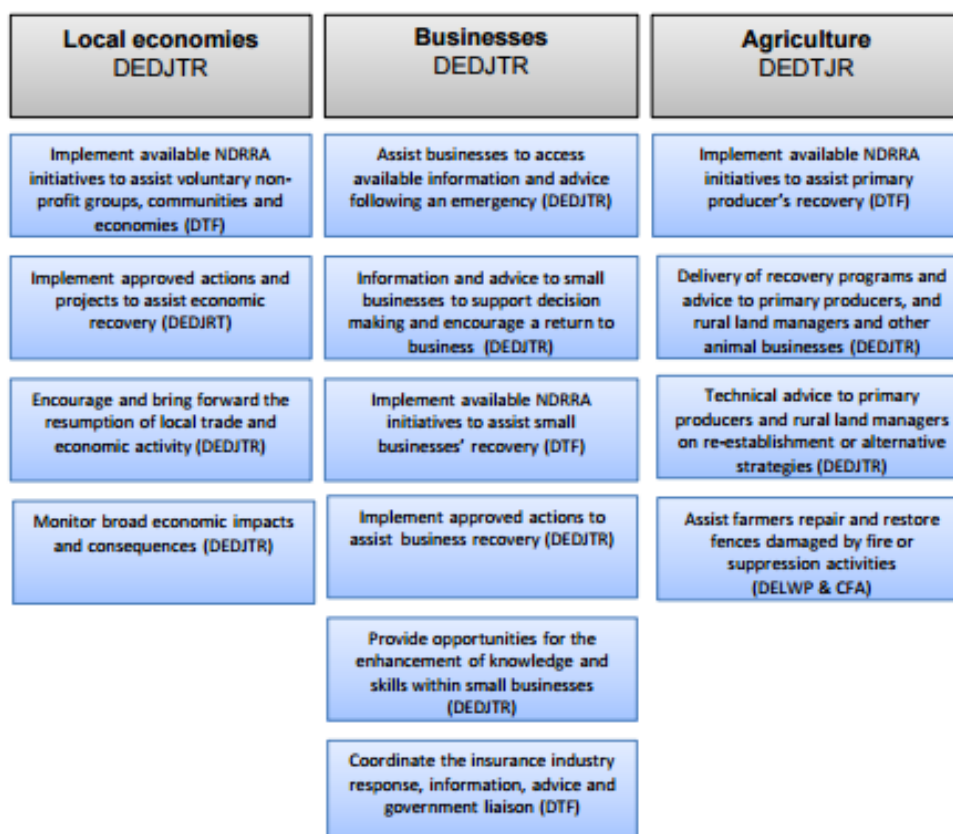 Local economies
DEDJTR
Implement available NDRRA
initiatives to assist voluntary non-
profit groups, communities and
economies (DTF)
Implement approved actions and
projects to assist economic
recovery (DEDJRT)
Encourage and bring forward the
resumption of local trade and
economic activity (DEDJTR)
Monitor broad economic impacts
and consequences (DEDJTR)
Businesses
DEDJTR
Assist businesses to access
available information and advice
following an emergency (DEDJTR)
Information and advice to small
businesses to support decision
making and encourage a return to
business (DEDJTR)
Implement available NDRRA
initiatives to assist small
businesses' recovery (DTF)
Implement approved actions to
assist business recovery (DEDJTR)
Provide opportunities for the
enhancement of knowledge and
skills within small businesses
(DEDJTR)
Coordinate the insurance industry
response, information, advice and
government liaison (DTF)
Agriculture
DEDTJR
Implement available NDRRA
initiatives to assist primary
producer's recovery (DTF)
Delivery of recovery programs and
advice to primary producers, and
rural land managers and other
animal businesses (DEDJTR)
Technical advice to primary
producers and rural land managers
on re-establishment or alternative
strategies (DEDJTR)
Assist farmers repair and restore
fences damaged by fire or
suppression activities
(DELWP & CFA)